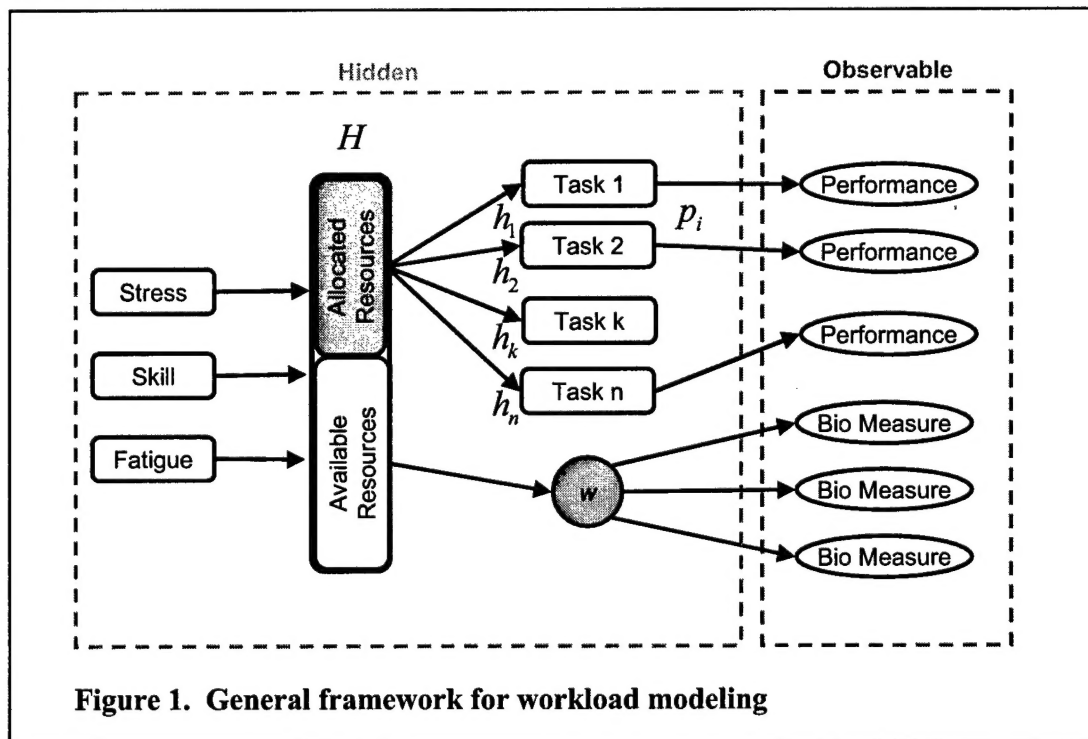 Hidden
Observable
H
Allocated
Resources
Available
Resources
Stress
Skill
Fatigue
h1
h2
hk
hn
Task 1
Task 2
Task k
Task n
pi
w
Performance
Performance
Performance
Bio Measure
Bio Measure
Bio Measure
Figure 1. General framework for workload modeling